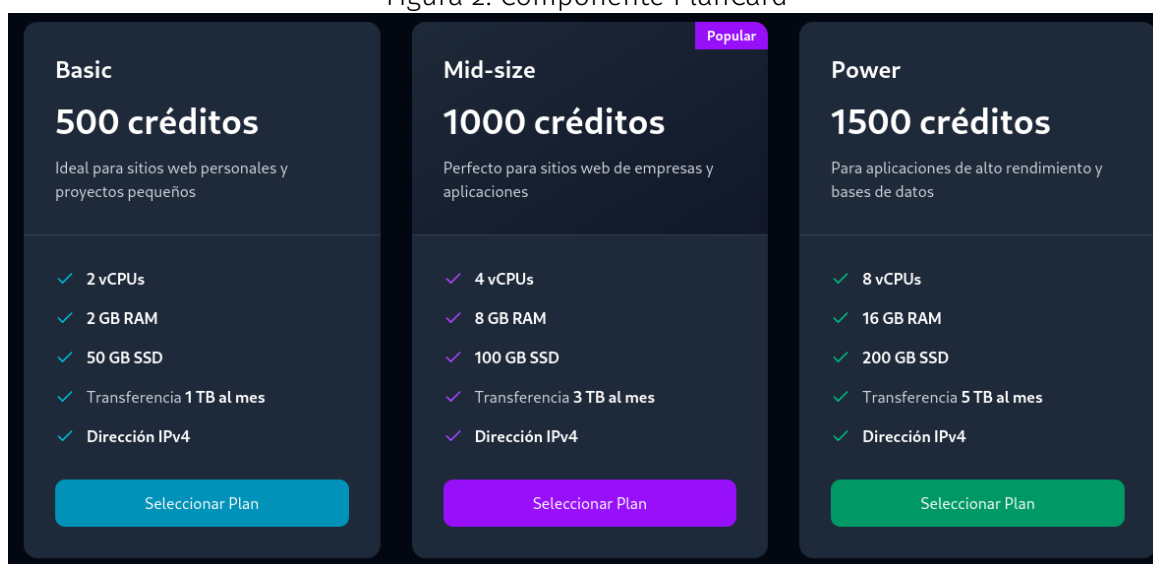 Figura 2. Componente PlanCard
Basic
500 créditos
Ideal para sitios web personales y
proyectos pequeños
2 vCPUs
2 GB RAM
50 GB SSD
Transferencia 1 TB al mes
Dirección IPv4
Seleccionar Plan
Popular
Mid-size
1000 créditos
Perfecto para sitios web de empresas y
aplicaciones
4 vCPUs
8 GB RAM
100 GB SSD
Transferencia 3 TB al mes
Dirección IPv4
Seleccionar Plan
Power
1500 créditos
Para aplicaciones de alto rendimiento y
bases de datos
8 vCPUs
16 GB RAM
200 GB SSD
Transferencia 5 TB al mes
Dirección IPv4
Seleccionar Plan